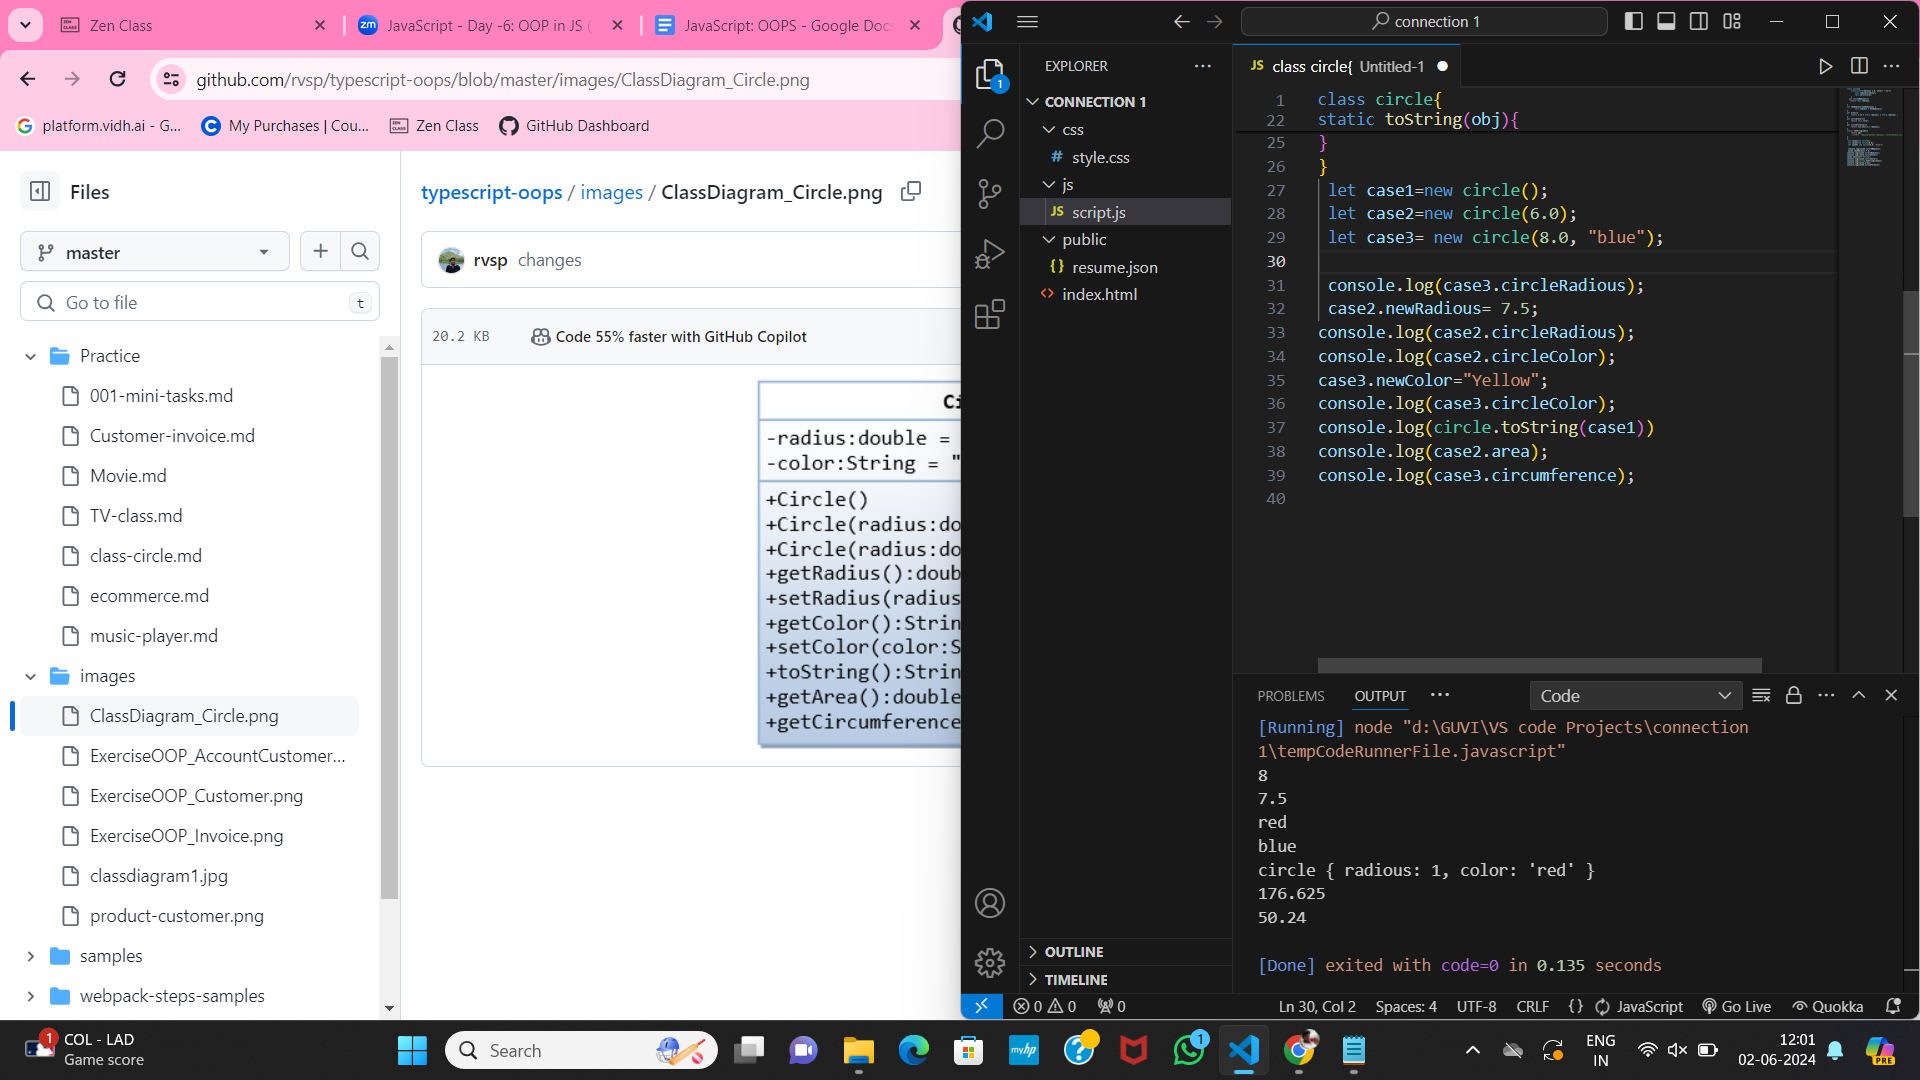 Zen Class
JavaScript - Day -6: OOP in JS (
JavaScript: OOPS - Google Docs
github.com/rvsp/typescript-oops/blob/master/images/ClassDiagram_Circle.png
platform.vidh.ai - G...
My Purchases | Cou...
Zen Class
GitHub Dashboard
Files
master
Go to file
t
Practice
001-mini-tasks.md
Customer-invoice.md
Movie.md
TV-class.md
class-circle.md
ecommerce.md
music-player.md
images
ClassDiagram_Circle.png
ExerciseOOP_AccountCustomer...
ExerciseOOP_Customer.png
ExerciseOOP_Invoice.png
classdiagram1.jpg
product-customer.png
samples
webpack-steps-samples
typescript-oops / images / ClassDiagram_Circle.png
rvsp changes
20.2 KB
Code 55% faster with GitHub Copilot
-radius:double =
-color:String = "
+Circle()
+Circle(radius:do
+Circle(radius:do
+getRadius():doub
+setRadius(radius
+getColor():Strin
+setColor(color:S
+toString():Strin
+getArea():double
+getCircumference
connection 1
EXPLORER
CONNECTION 1
css
# style.css
js
JS script.js
public
{} resume.json
<> index.html
OUTLINE
TIMELINE
JS class circle{ Untitled-1
1 class circle{
22 static toString(obj){
25 }
26 }
27 let case1=new circle();
28 let case2=new circle(6.0);
29 let case3= new circle(8.0, "blue");
30
31 console.log(case3.circleRadious);
32 case2.newRadious= 7.5;
33 console.log(case2.circleRadious);
34 console.log(case2.circleColor);
35 case3.newColor="Yellow";
36 console.log(case3.circleColor);
37 console.log(circle.toString(case1))
38 console.log(case2.area);
39 console.log(case3.circumference);
40
PROBLEMS OUTPUT
Code
[Running] node "d:\GUVI\VS code Projects\connection
1\tempCodeRunnerFile.javascript"
8
7.5
red
blue
circle { radious: 1, color: 'red' }
176.625
50.24
[Done] exited with code=0 in 0.135 seconds
0 0 0
Ln 30, Col 2 Spaces: 4 UTF-8 CRLF {} JavaScript Go Live Quokka
1
COL - LAD
Game score
Search
myhp
1
PRE
ENG
IN
12:01
02-06-2024